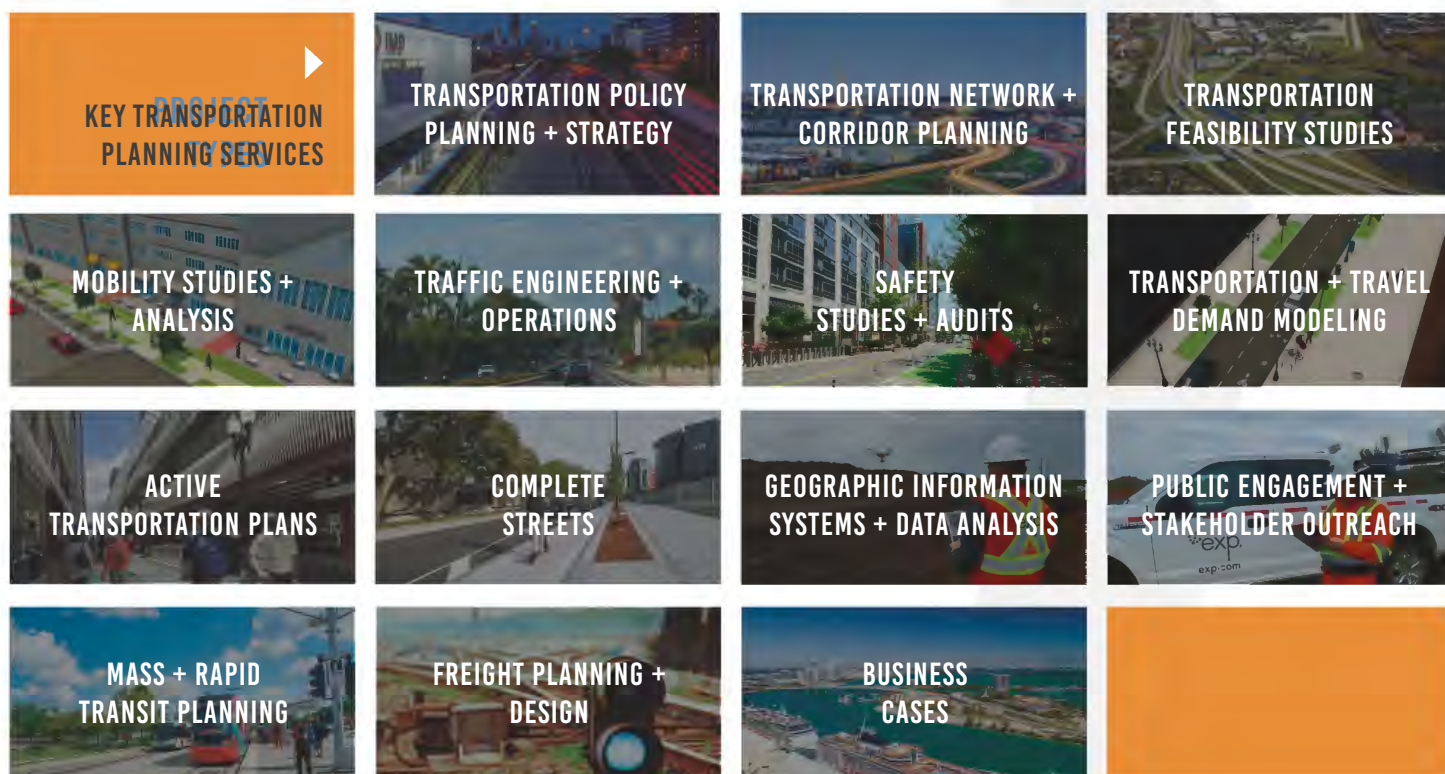 PROJECT
TYPES
KEY TRANSPORTATION
PLANNING SERVICES
TRANSPORTATION POLICY
PLANNING + STRATEGY
TRANSPORTATION NETWORK +
CORRIDOR PLANNING
TRANSPORTATION
FEASIBILITY STUDIES
MOBILITY STUDIES +
ANALYSIS
TRAFFIC ENGINEERING +
OPERATIONS
SAFETY
STUDIES + AUDITS
TRANSPORTATION + TRAVEL
DEMAND MODELING
ACTIVE
TRANSPORTATION PLANS
COMPLETE
STREETS
GEOGRAPHIC INFORMATION
SYSTEMS + DATA ANALYSIS
PUBLIC ENGAGEMENT +
STAKEHOLDER OUTREACH
exp.
exp.com
MASS + RAPID
TRANSIT PLANNING
FREIGHT PLANNING +
DESIGN
BUSINESS
CASES